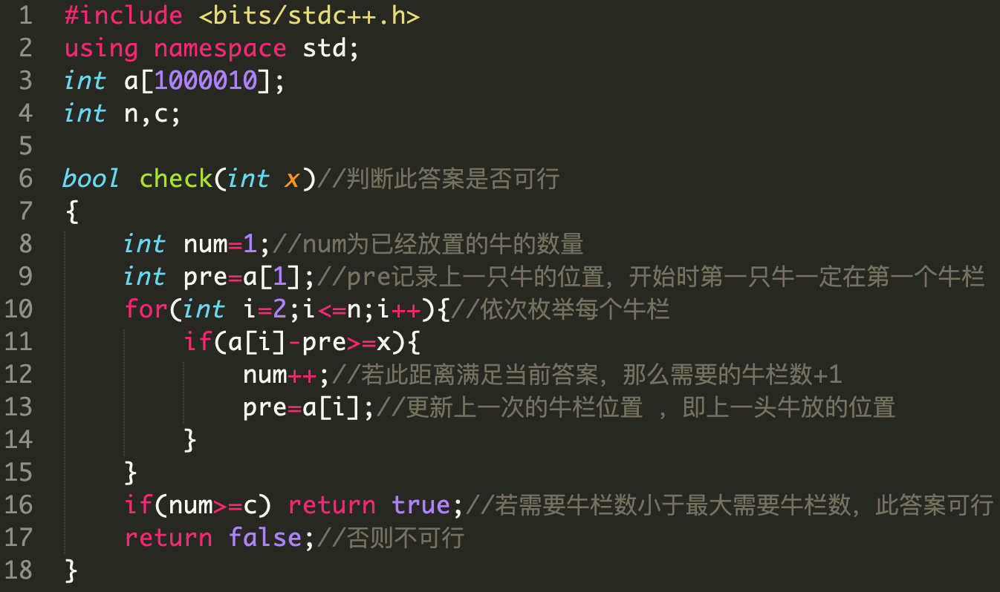 1 #include <bits/stdc++.h>
2 using namespace std;
3 int a[1000010];
4 int n,c;
5
6 bool check(int x)//判断此答案是否可行
7 {
8     int num=1;//num为已经放置的牛的数量
9     int pre=a[1];//pre记录上一只牛的位置，开始时第一只牛一定在第一个牛栏
10     for(int i=2;i<=n;i++){//依次枚举每个牛栏
11         if(a[i]-pre>=x){
12             num++;//若此距离满足当前答案，那么需要的牛栏数+1
13             pre=a[i];//更新上一次的牛栏位置 ，即上一头牛放的位置
14         }
15     }
16     if(num>=c) return true;//若需要牛栏数小于最大需要牛栏数，此答案可行
17     return false;//否则不可行
18 }